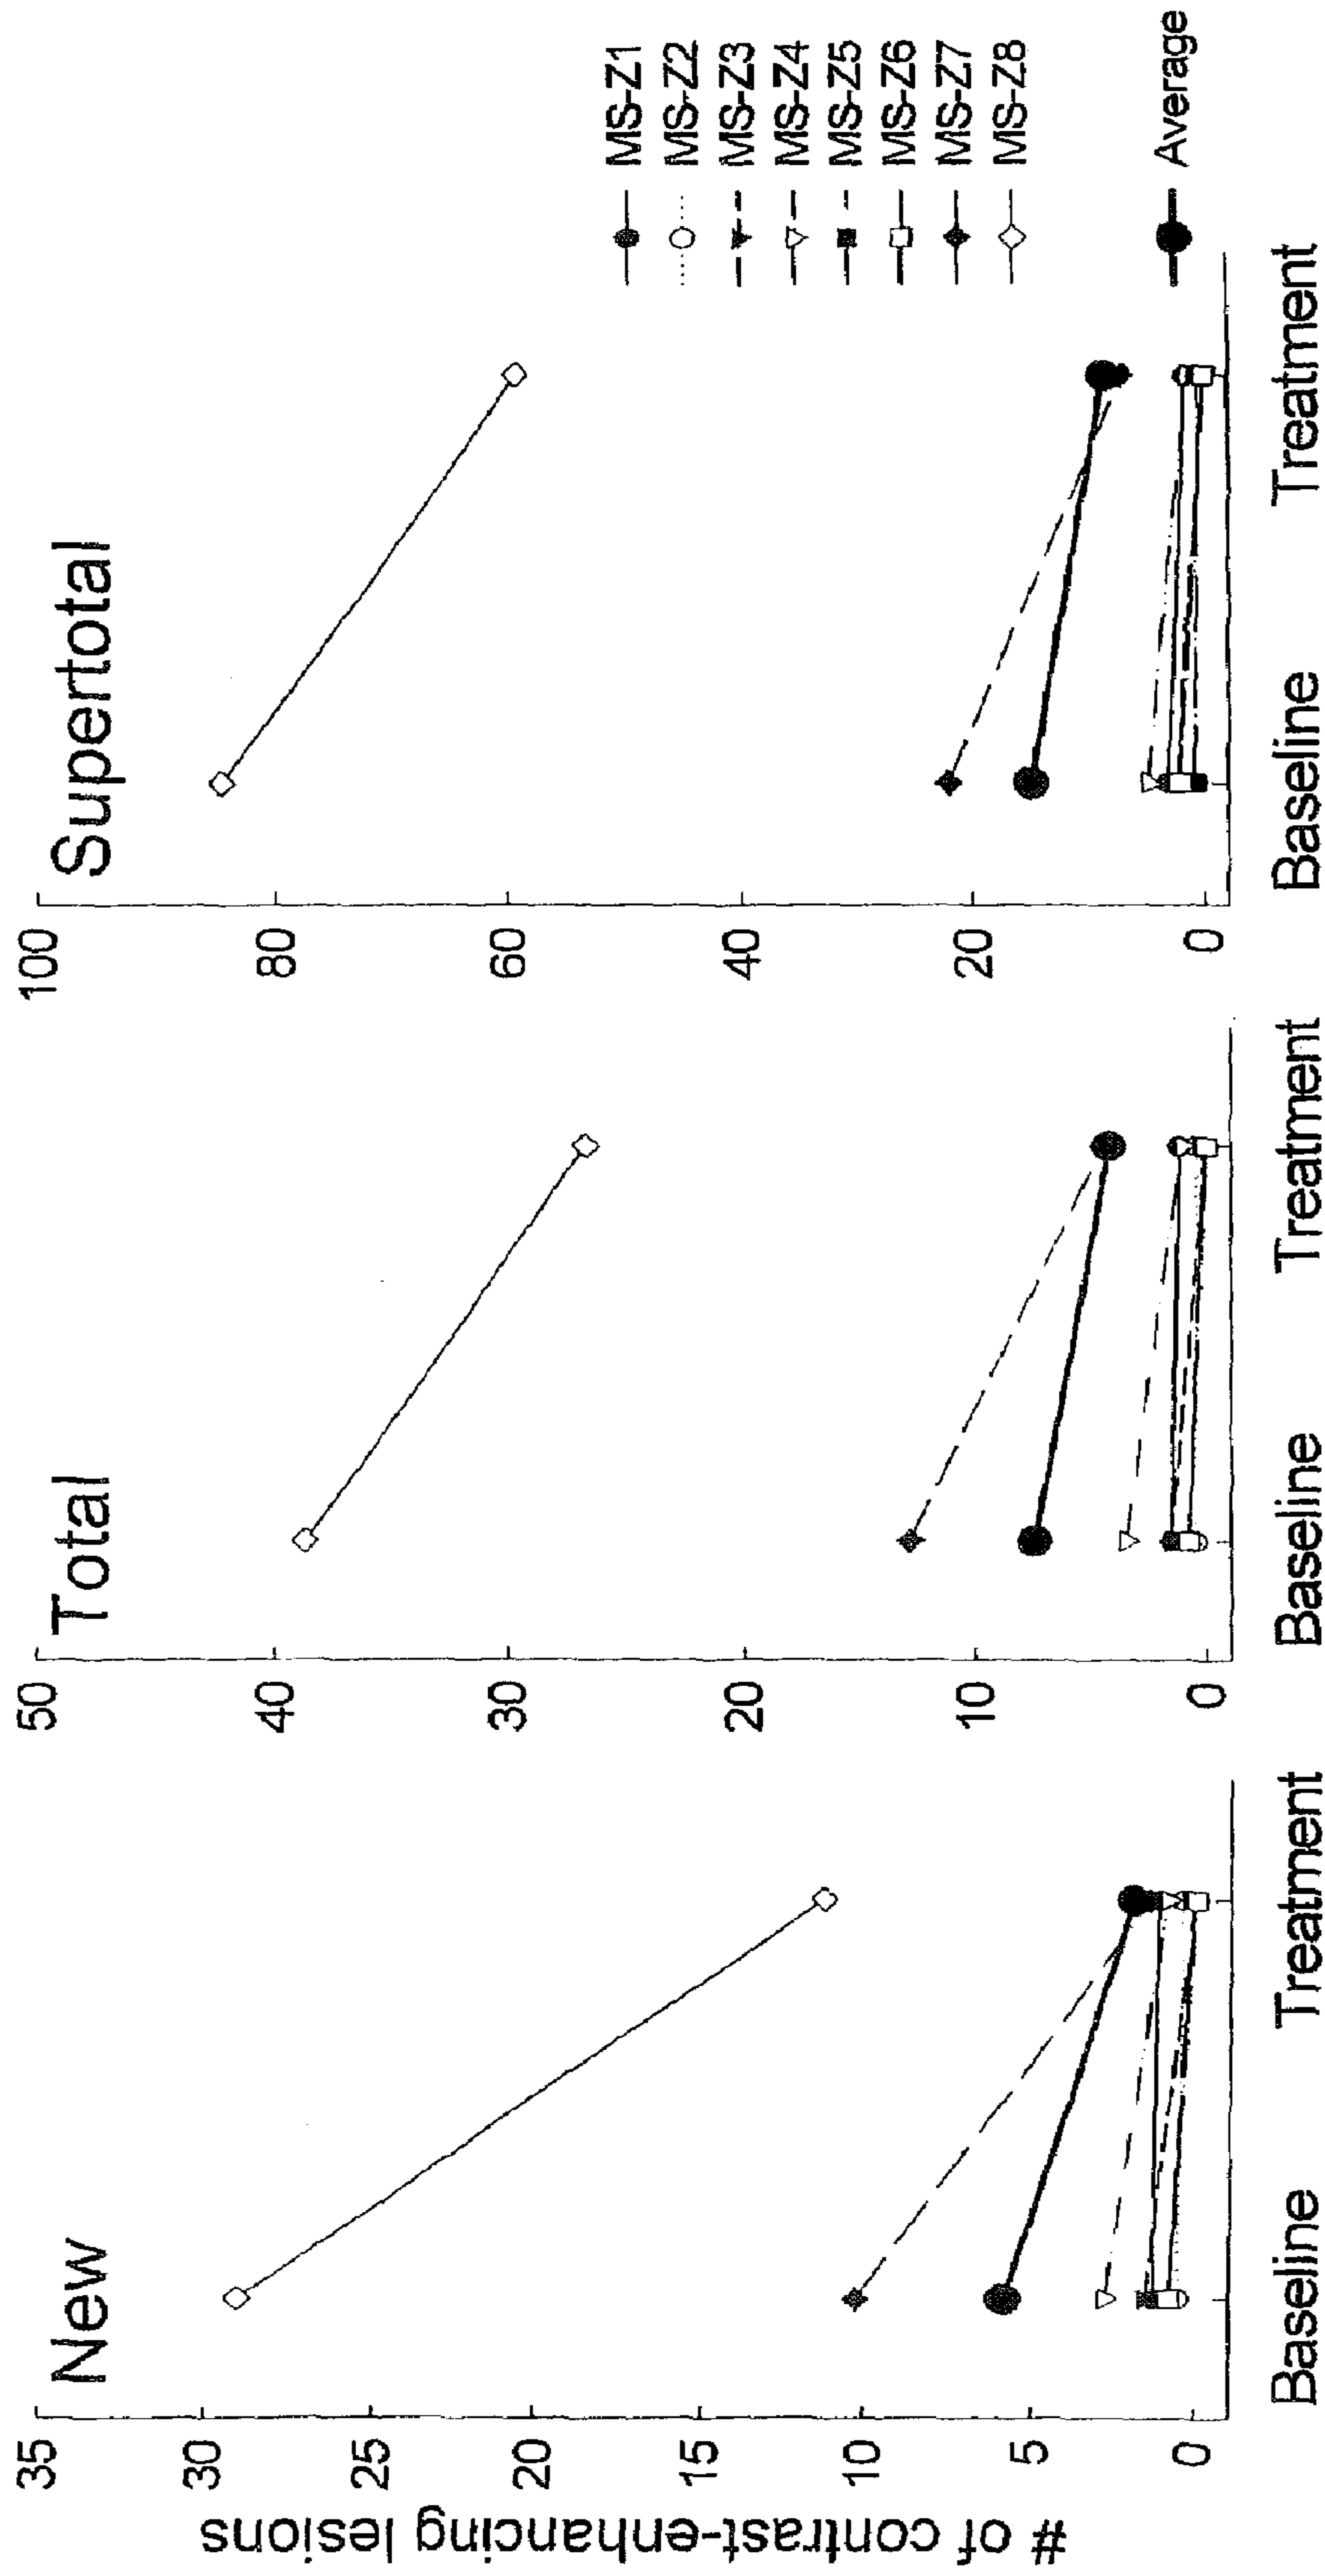 # of contrast-enhancing lesions
New
35
30
25
20
15
10
5
0
Baseline
Treatment
Total
50
40
30
20
10
0
Baseline
Treatment
Supertotal
100
80
60
40
20
0
Baseline
Treatment
MS-Z1
MS-Z2
MS-Z3
MS-Z4
MS-Z5
MS-Z6
MS-Z7
MS-Z8
Average